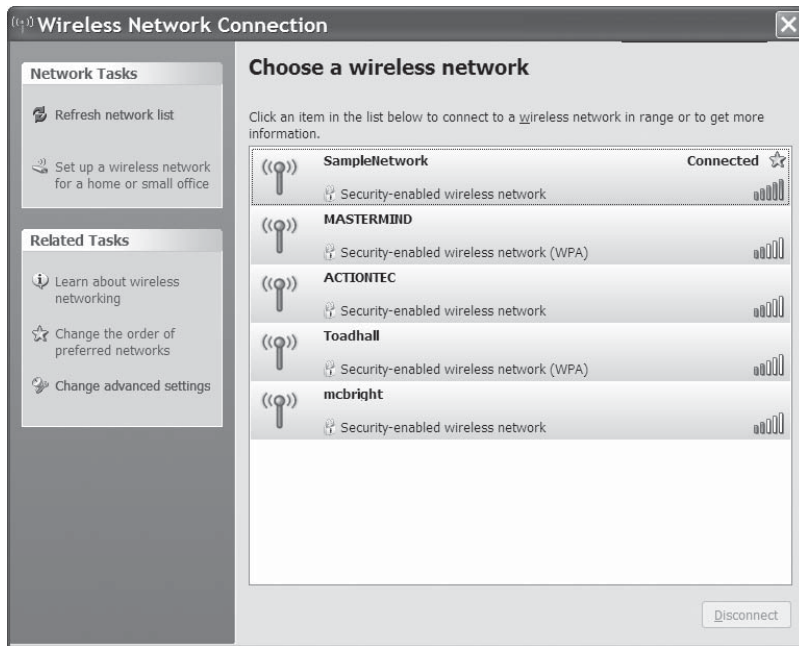 Wireless Network Connection
Network Tasks
Refresh network list
Set up a wireless network
for a home or small office
Related Tasks
Learn about wireless
networking
Change the order of
preferred networks
Change advanced settings
Choose a wireless network
Click an item in the list below to connect to a wireless network in range or to get more
information.
SampleNetwork Connected
Security-enabled wireless network
MASTERMIND
Security-enabled wireless network (WPA)
ACTIONTEC
Security-enabled wireless network
Toadhall
Security-enabled wireless network (WPA)
mcbright
Security-enabled wireless network
Disconnect